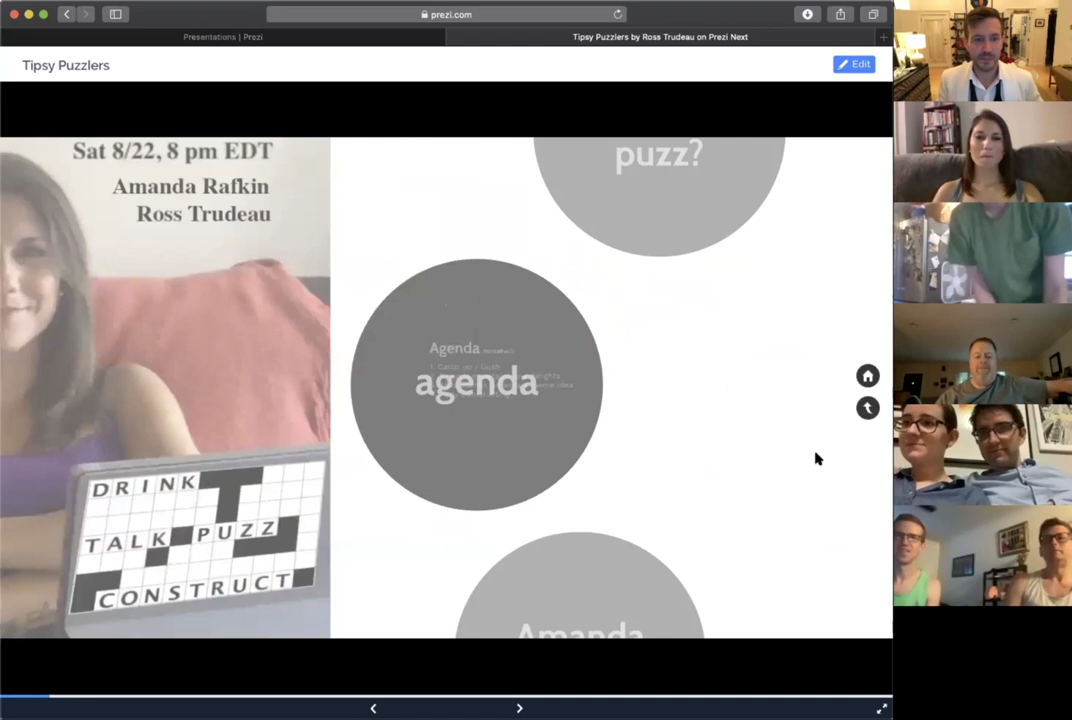 prezi.com
Presentations | Prezi
Tipsy Puzzlers by Ross Trudeau on Prezi Next
Tipsy Puzzlers
Edit
Sat 8/22, 8 pm EDT
Amanda Rafkin
Ross Trudeau
DRINK
TALK PUZZ
CONSTRUCT
puzz?
Agenda
agenda
Amanda